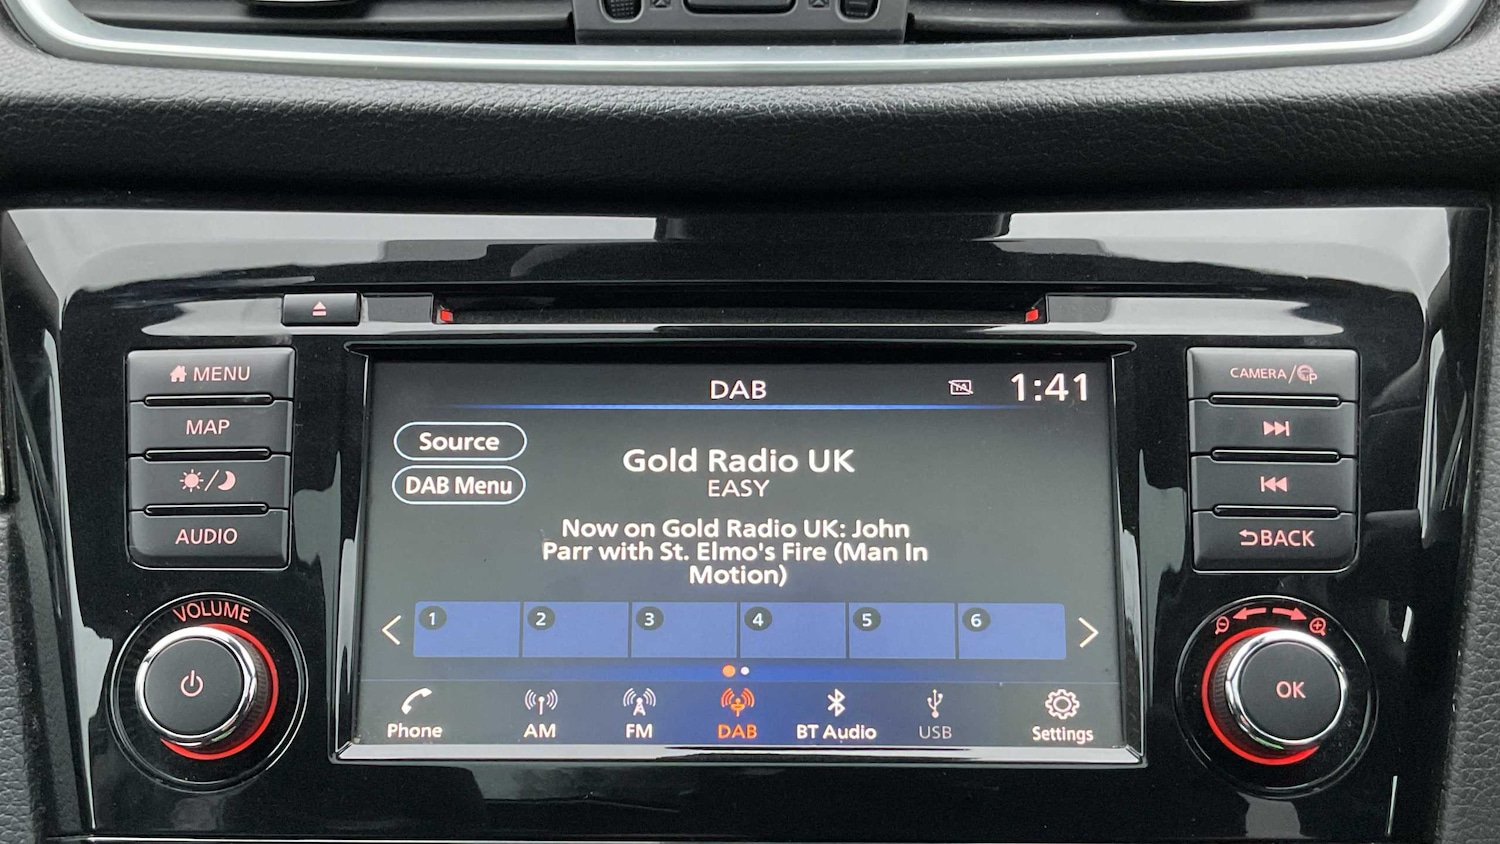 DAB
TA
1:41
Source
DAB Menu
Gold Radio UK
EASY
Now on Gold Radio UK: John
Parr with St. Elmo's Fire (Man In
Motion)
1 2 3 4 5 6
Phone AM FM DAB BT Audio USB Settings
MENU
MAP
AUDIO
VOLUME
CAMERA/
P
BACK
OK